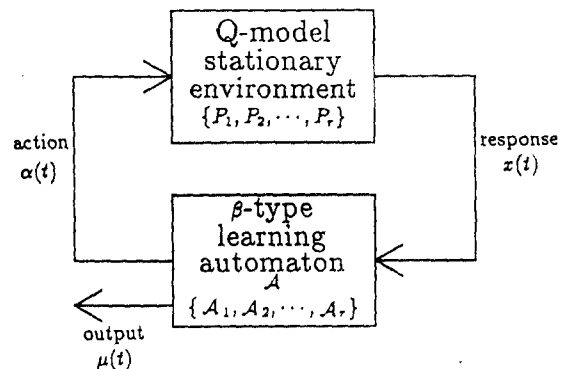 Q-model
stationary
environment
{P₁, P₂, ···, Pᵣ}
action
α(t)
response
x(t)
β-type
learning
automaton
𝒜
{𝒜₁, 𝒜₂, ···, 𝒜ᵣ}
output
μ(t)